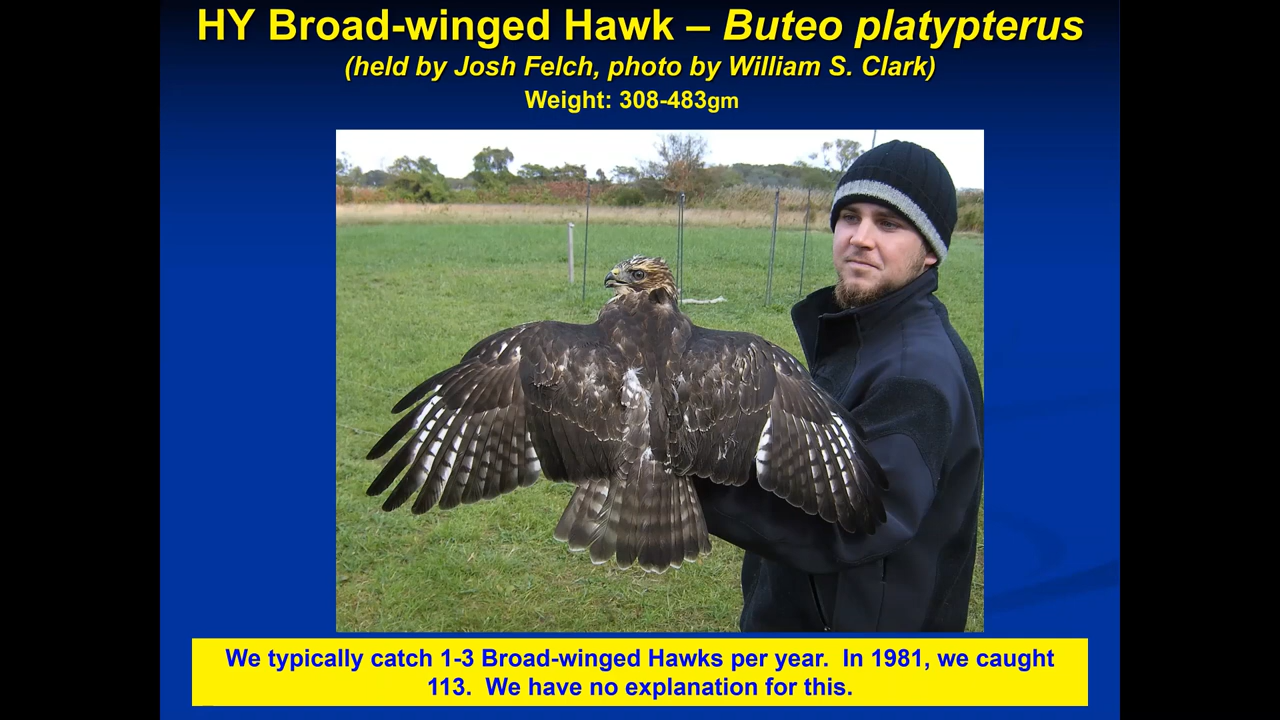 HY Broad-winged Hawk – Buteo platypterus
(held by Josh Felch, photo by William S. Clark)
Weight: 308-483gm
We typically catch 1-3 Broad-winged Hawks per year.  In 1981, we caught
113.  We have no explanation for this.